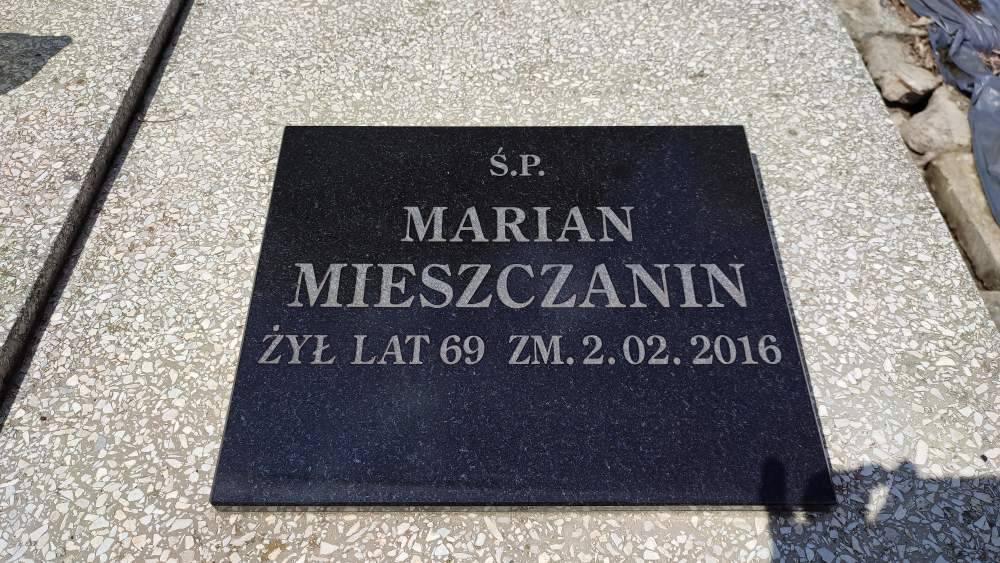 Ś.P.
MARIAN
MIESZCZANIN
ŻYŁ LAT 69 ZM. 2.02.2016